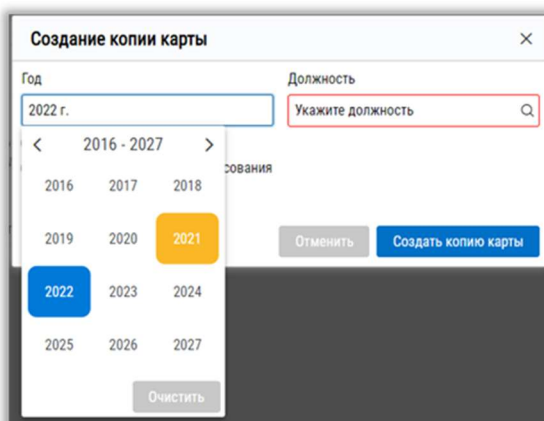 Создание копии карты
Год
Должность
2022 г.
Укажите должность
2016 - 2027
сования
2016 2017 2018
2019 2020 2021
Отменить
Создать копию карты
2022 2023 2024
2025 2026 2027
Очистить